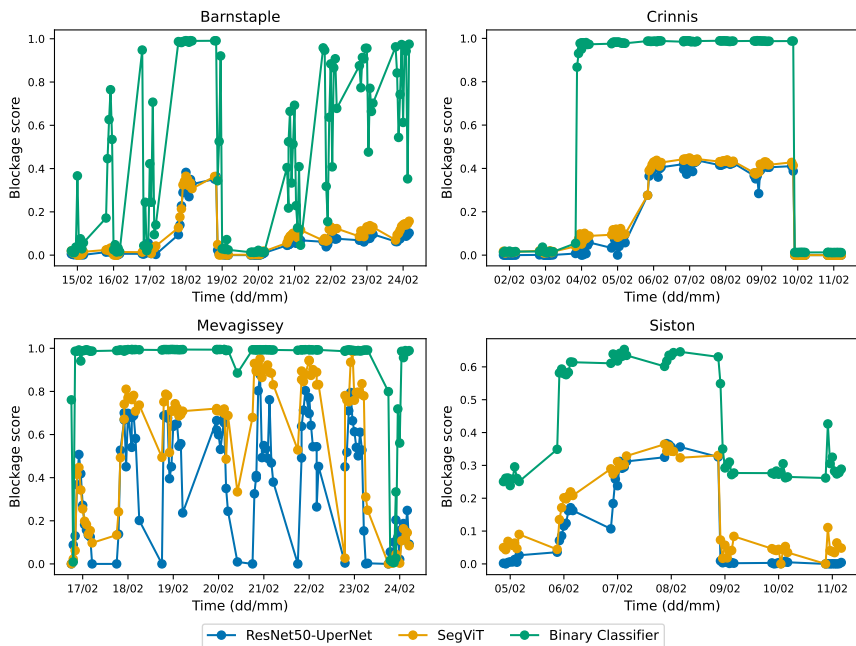 Barnstaple
Blockage score
1.0
0.8
0.6
0.4
0.2
0.0
15/02 16/02 17/02 18/02 19/02 20/02 21/02 22/02 23/02 24/02
Time (dd/mm)
Crinnis
Blockage score
1.0
0.8
0.6
0.4
0.2
0.0
02/02 03/02 04/02 05/02 06/02 07/02 08/02 09/02 10/02 11/02
Time (dd/mm)
Mevagissey
Blockage score
1.0
0.8
0.6
0.4
0.2
0.0
17/02 18/02 19/02 20/02 21/02 22/02 23/02 24/02
Time (dd/mm)
Siston
Blockage score
0.6
0.5
0.4
0.3
0.2
0.1
0.0
05/02 06/02 07/02 08/02 09/02 10/02 11/02
Time (dd/mm)
ResNet50-UperNet SegViT Binary Classifier